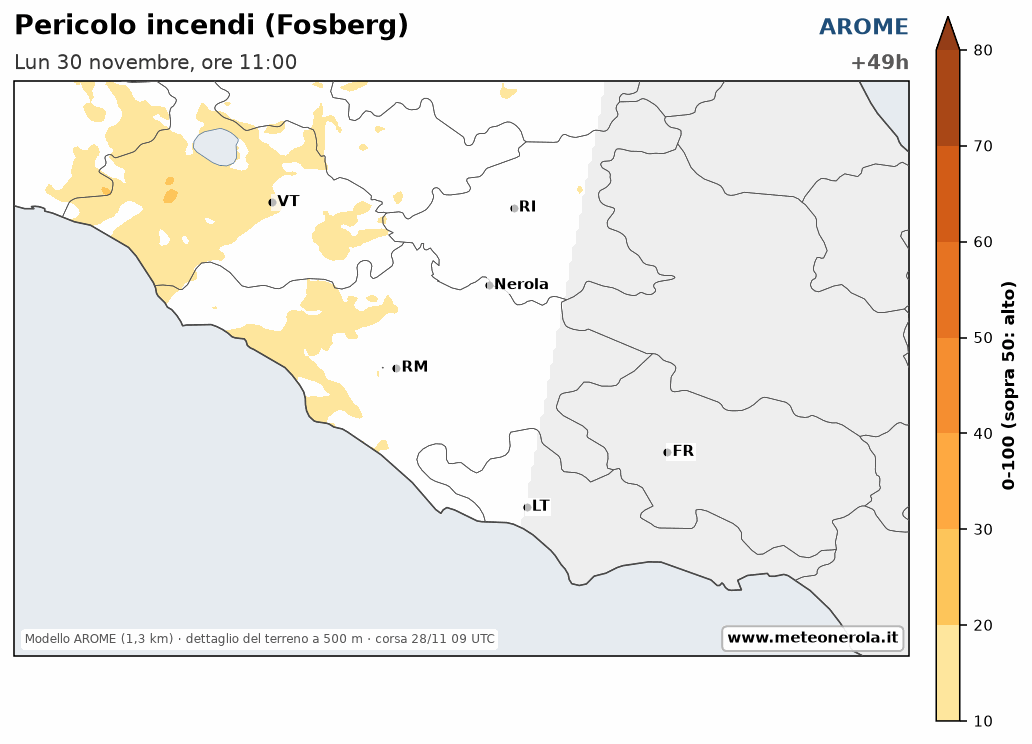 Pericolo incendi (Fosberg)
AROME
Lun 30 novembre, ore 11:00
+49h
VT
RI
Nerola
RM
FR
LT
Modello AROME (1,3 km) · dettaglio del terreno a 500 m · corsa 28/11 09 UTC
www.meteonerola.it
80
70
60
50
40
30
20
10
0-100 (sopra 50: alto)